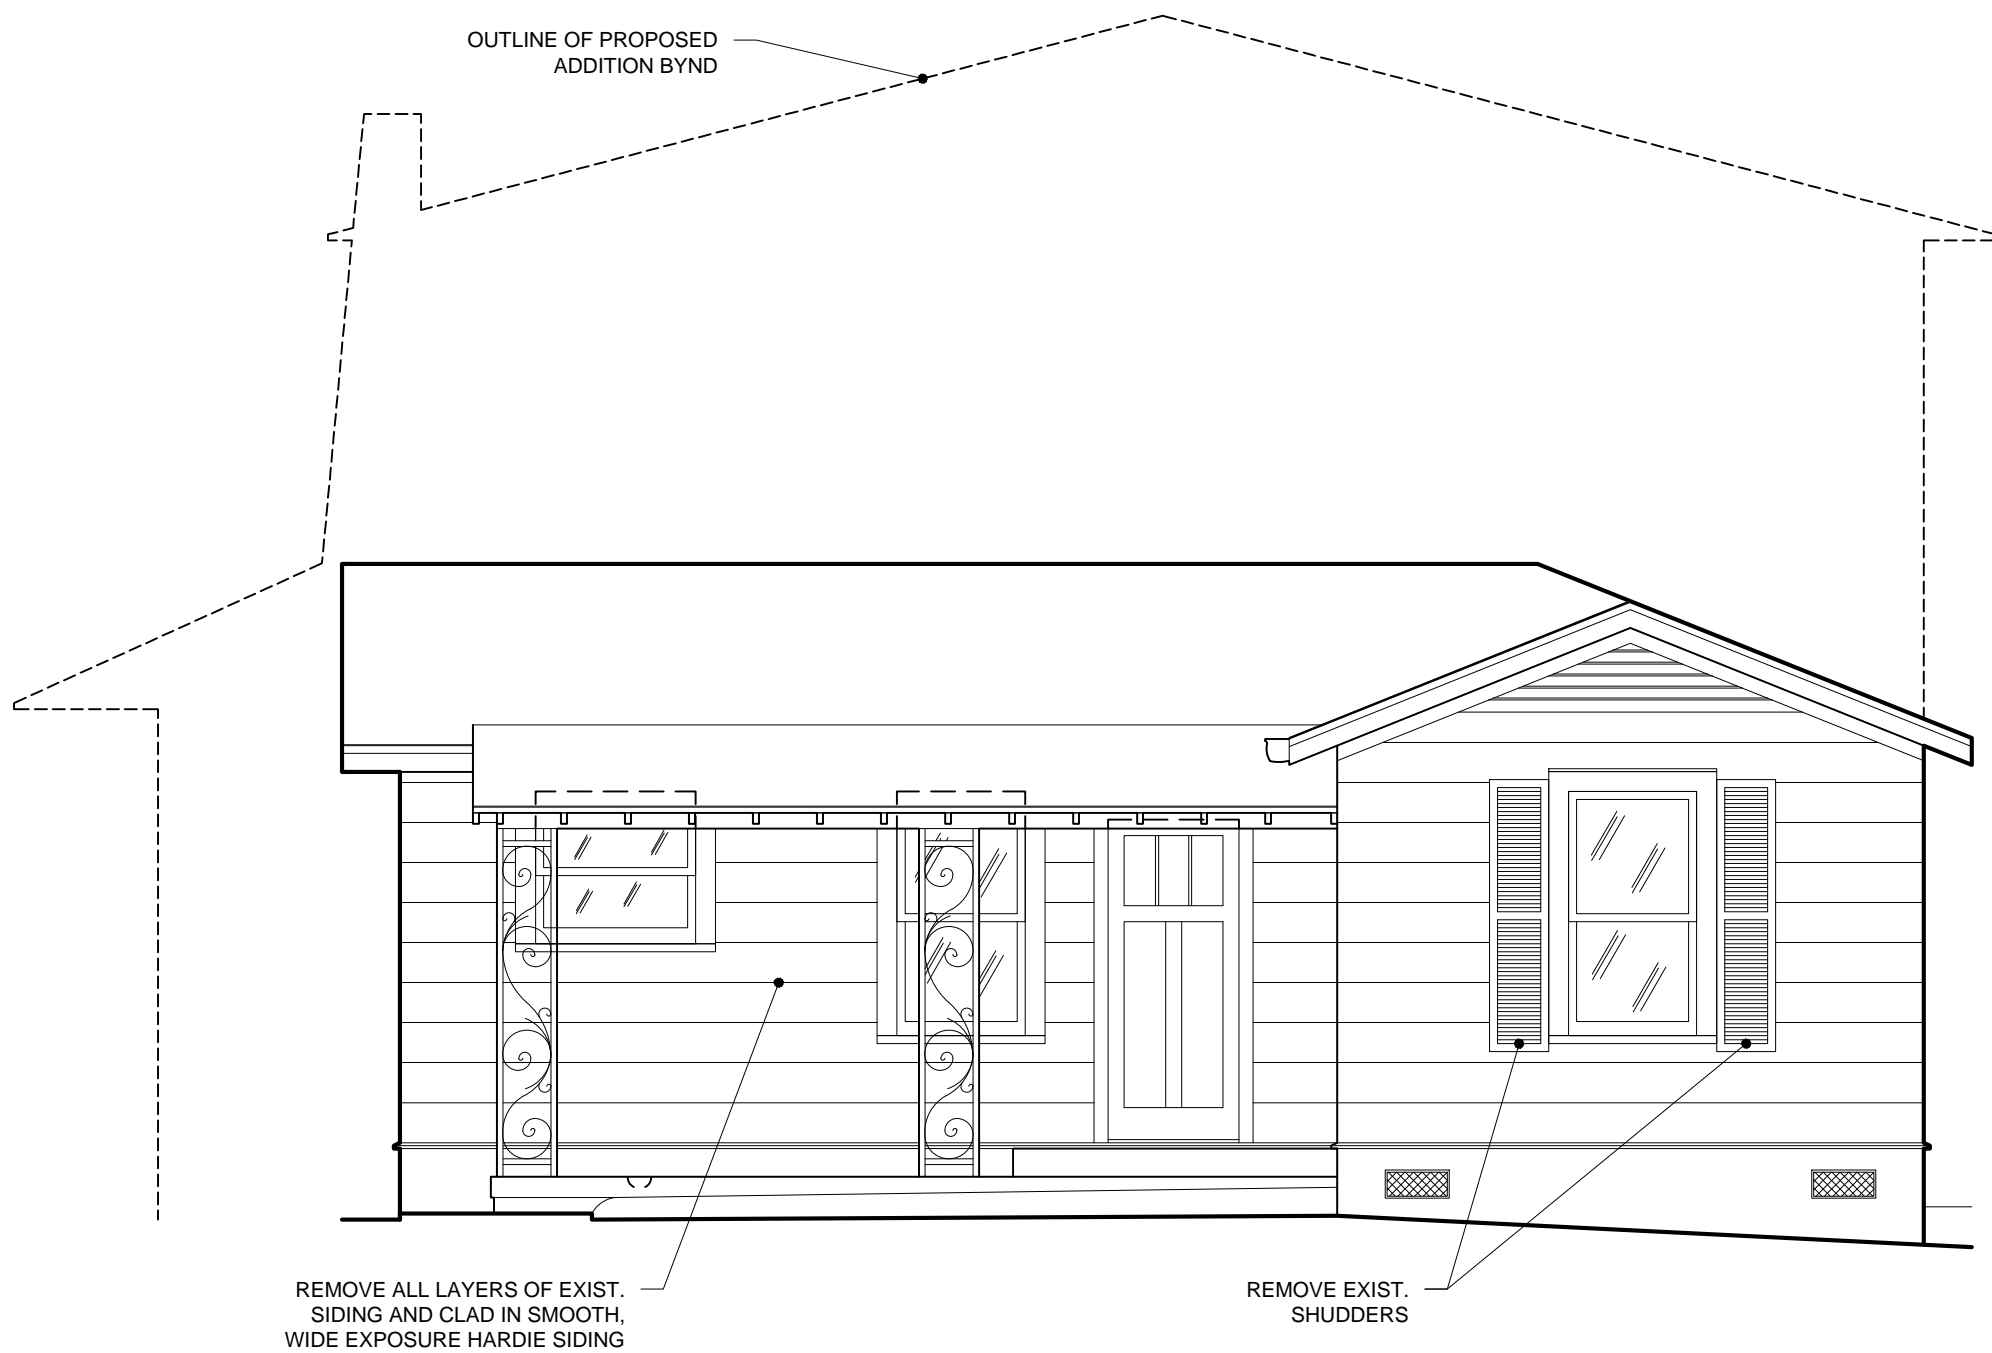 OUTLINE OF PROPOSED
ADDITION BYND
REMOVE ALL LAYERS OF EXIST.
SIDING AND CLAD IN SMOOTH,
WIDE EXPOSURE HARDIE SIDING
REMOVE EXIST.
SHUDDERS